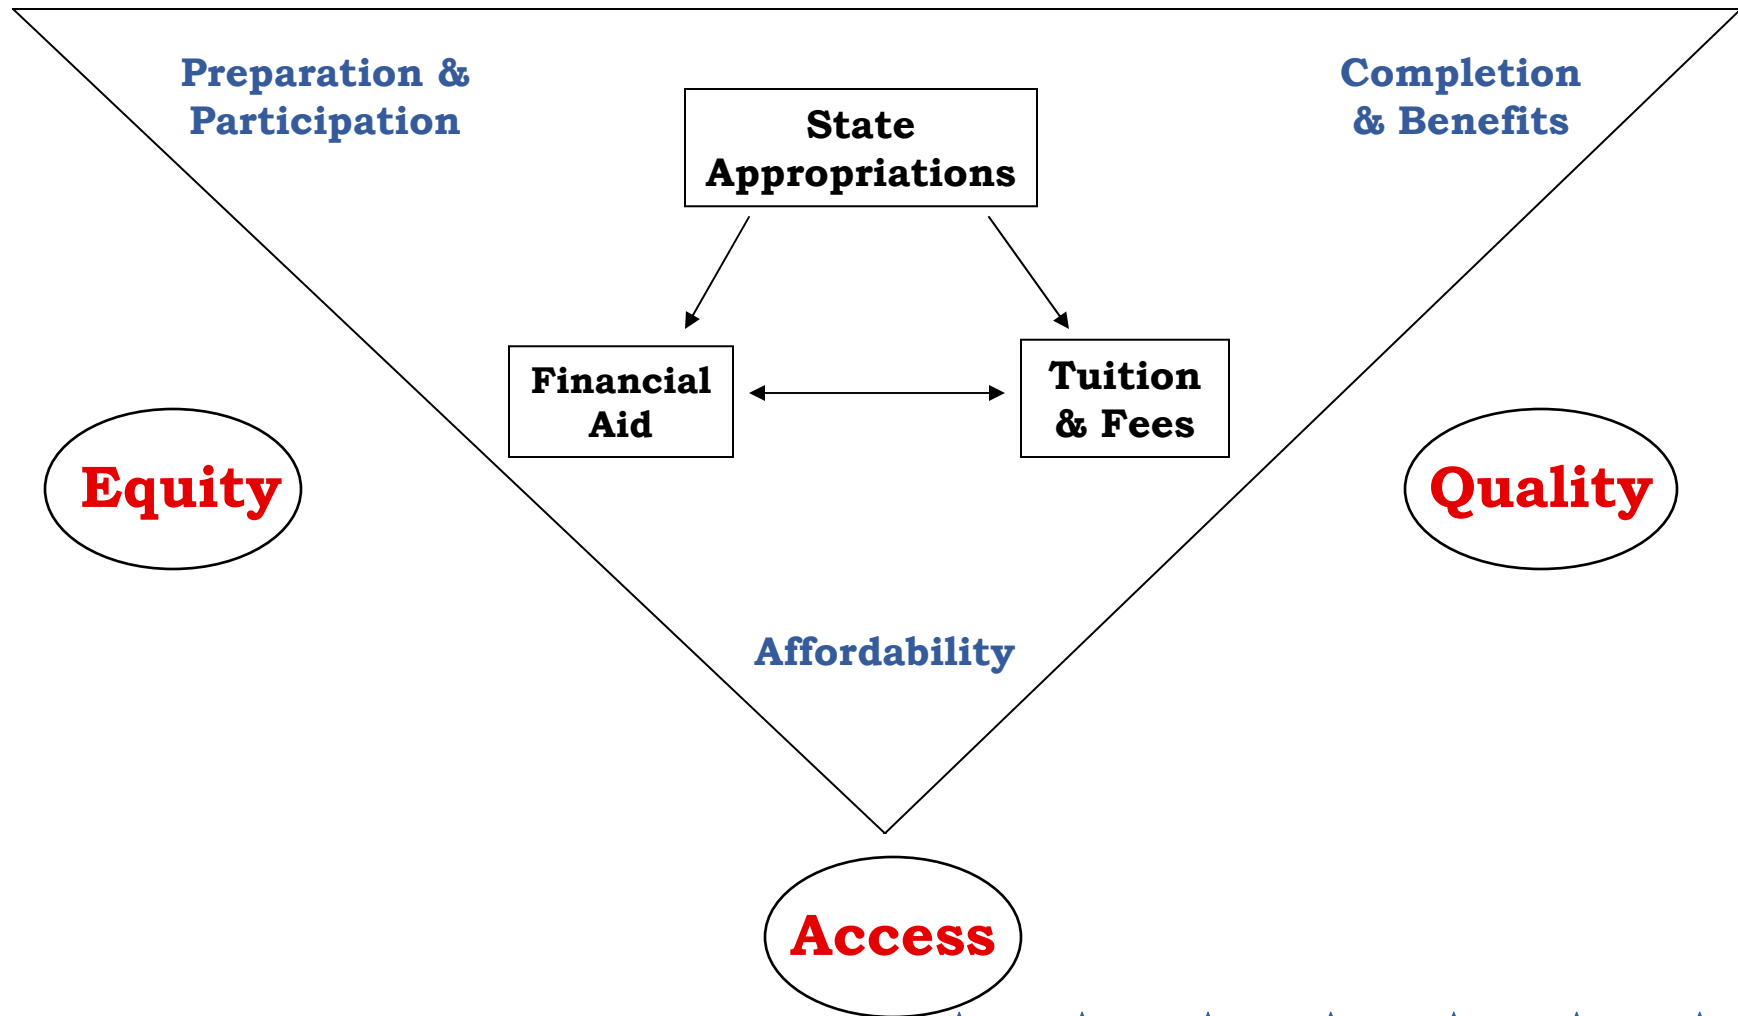 Preparation &
Participation
Completion
& Benefits
State
Appropriations
Financial
Aid
Tuition
& Fees
Equity
Quality
Affordability
Access